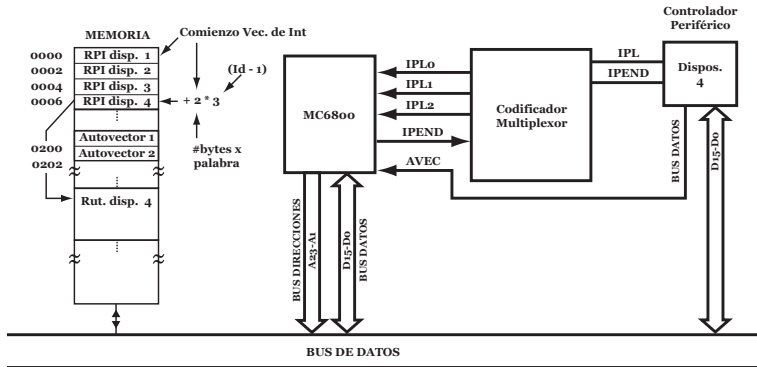 MEMORIA
Comienzo Vec. de Int
0000 RPI disp. 1
0002 RPI disp. 2
0004 RPI disp. 3
0006 RPI disp. 4
(Id - 1)
+ 2 * 3
#bytes x
palabra
Autovector 1
0200
Autovector 2
0202
Rut. disp. 4
MC6800
IPL0
IPL1
IPL2
IPEND
AVEC
Codificador
Multiplexor
IPL
IPEND
Controlador
Periférico
Dispos.
4
BUS DATOS
D15-D0
BUS DIRECCIONES
A23-A1
D15-D0
BUS DATOS
BUS DE DATOS